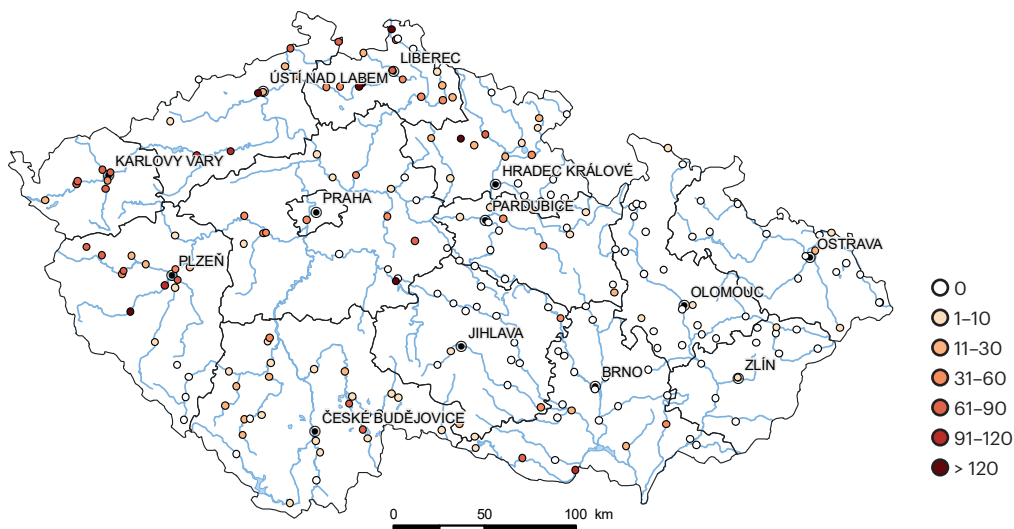 LIBEREC
ÚSTÍ NAD LABEM
KARLOVY VARY
HRADEC KRÁLOVÉ
PRAHA
PARDUBICE
OSTRAVA
PLZEŇ
OLOMOUC
JIHLAVA
ZLÍN
BRNO
ČESKÉ BUDĚJOVICE
0
1–10
11–30
31–60
61–90
91–120
> 120
0 50 100 km